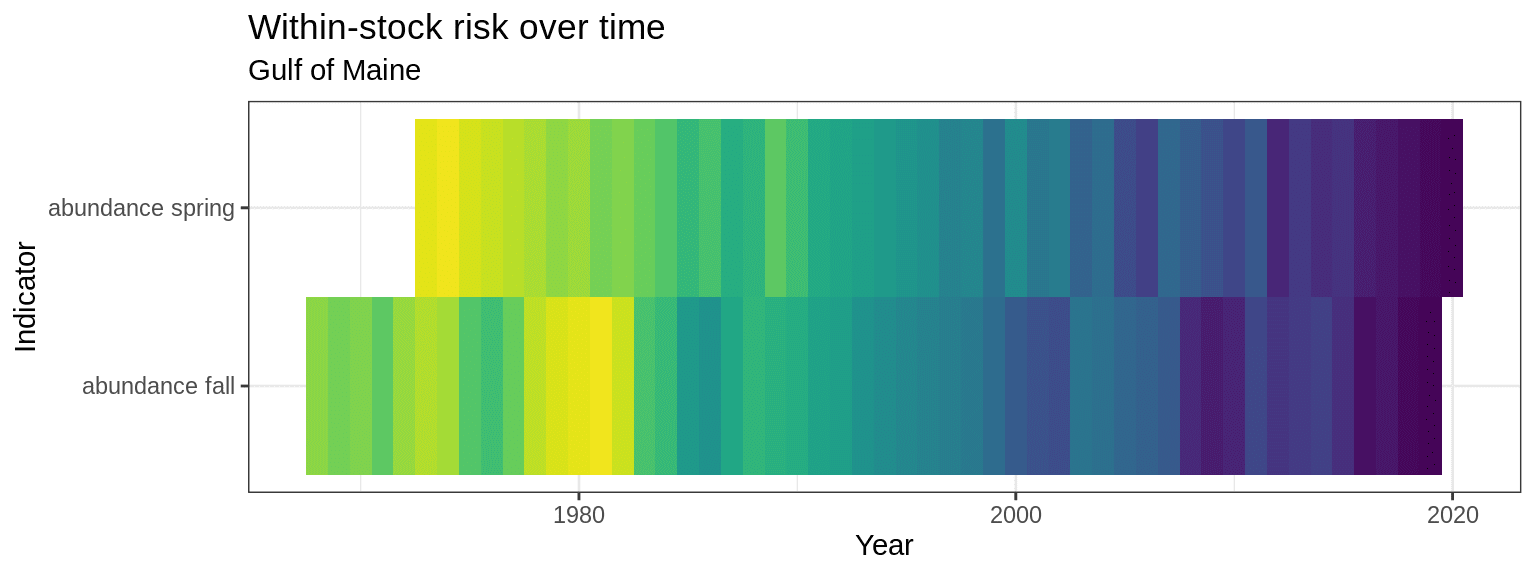 Within-stock risk over time
Gulf of Maine
Indicator
abundance spring
abundance fall
1980 2000 2020
Year